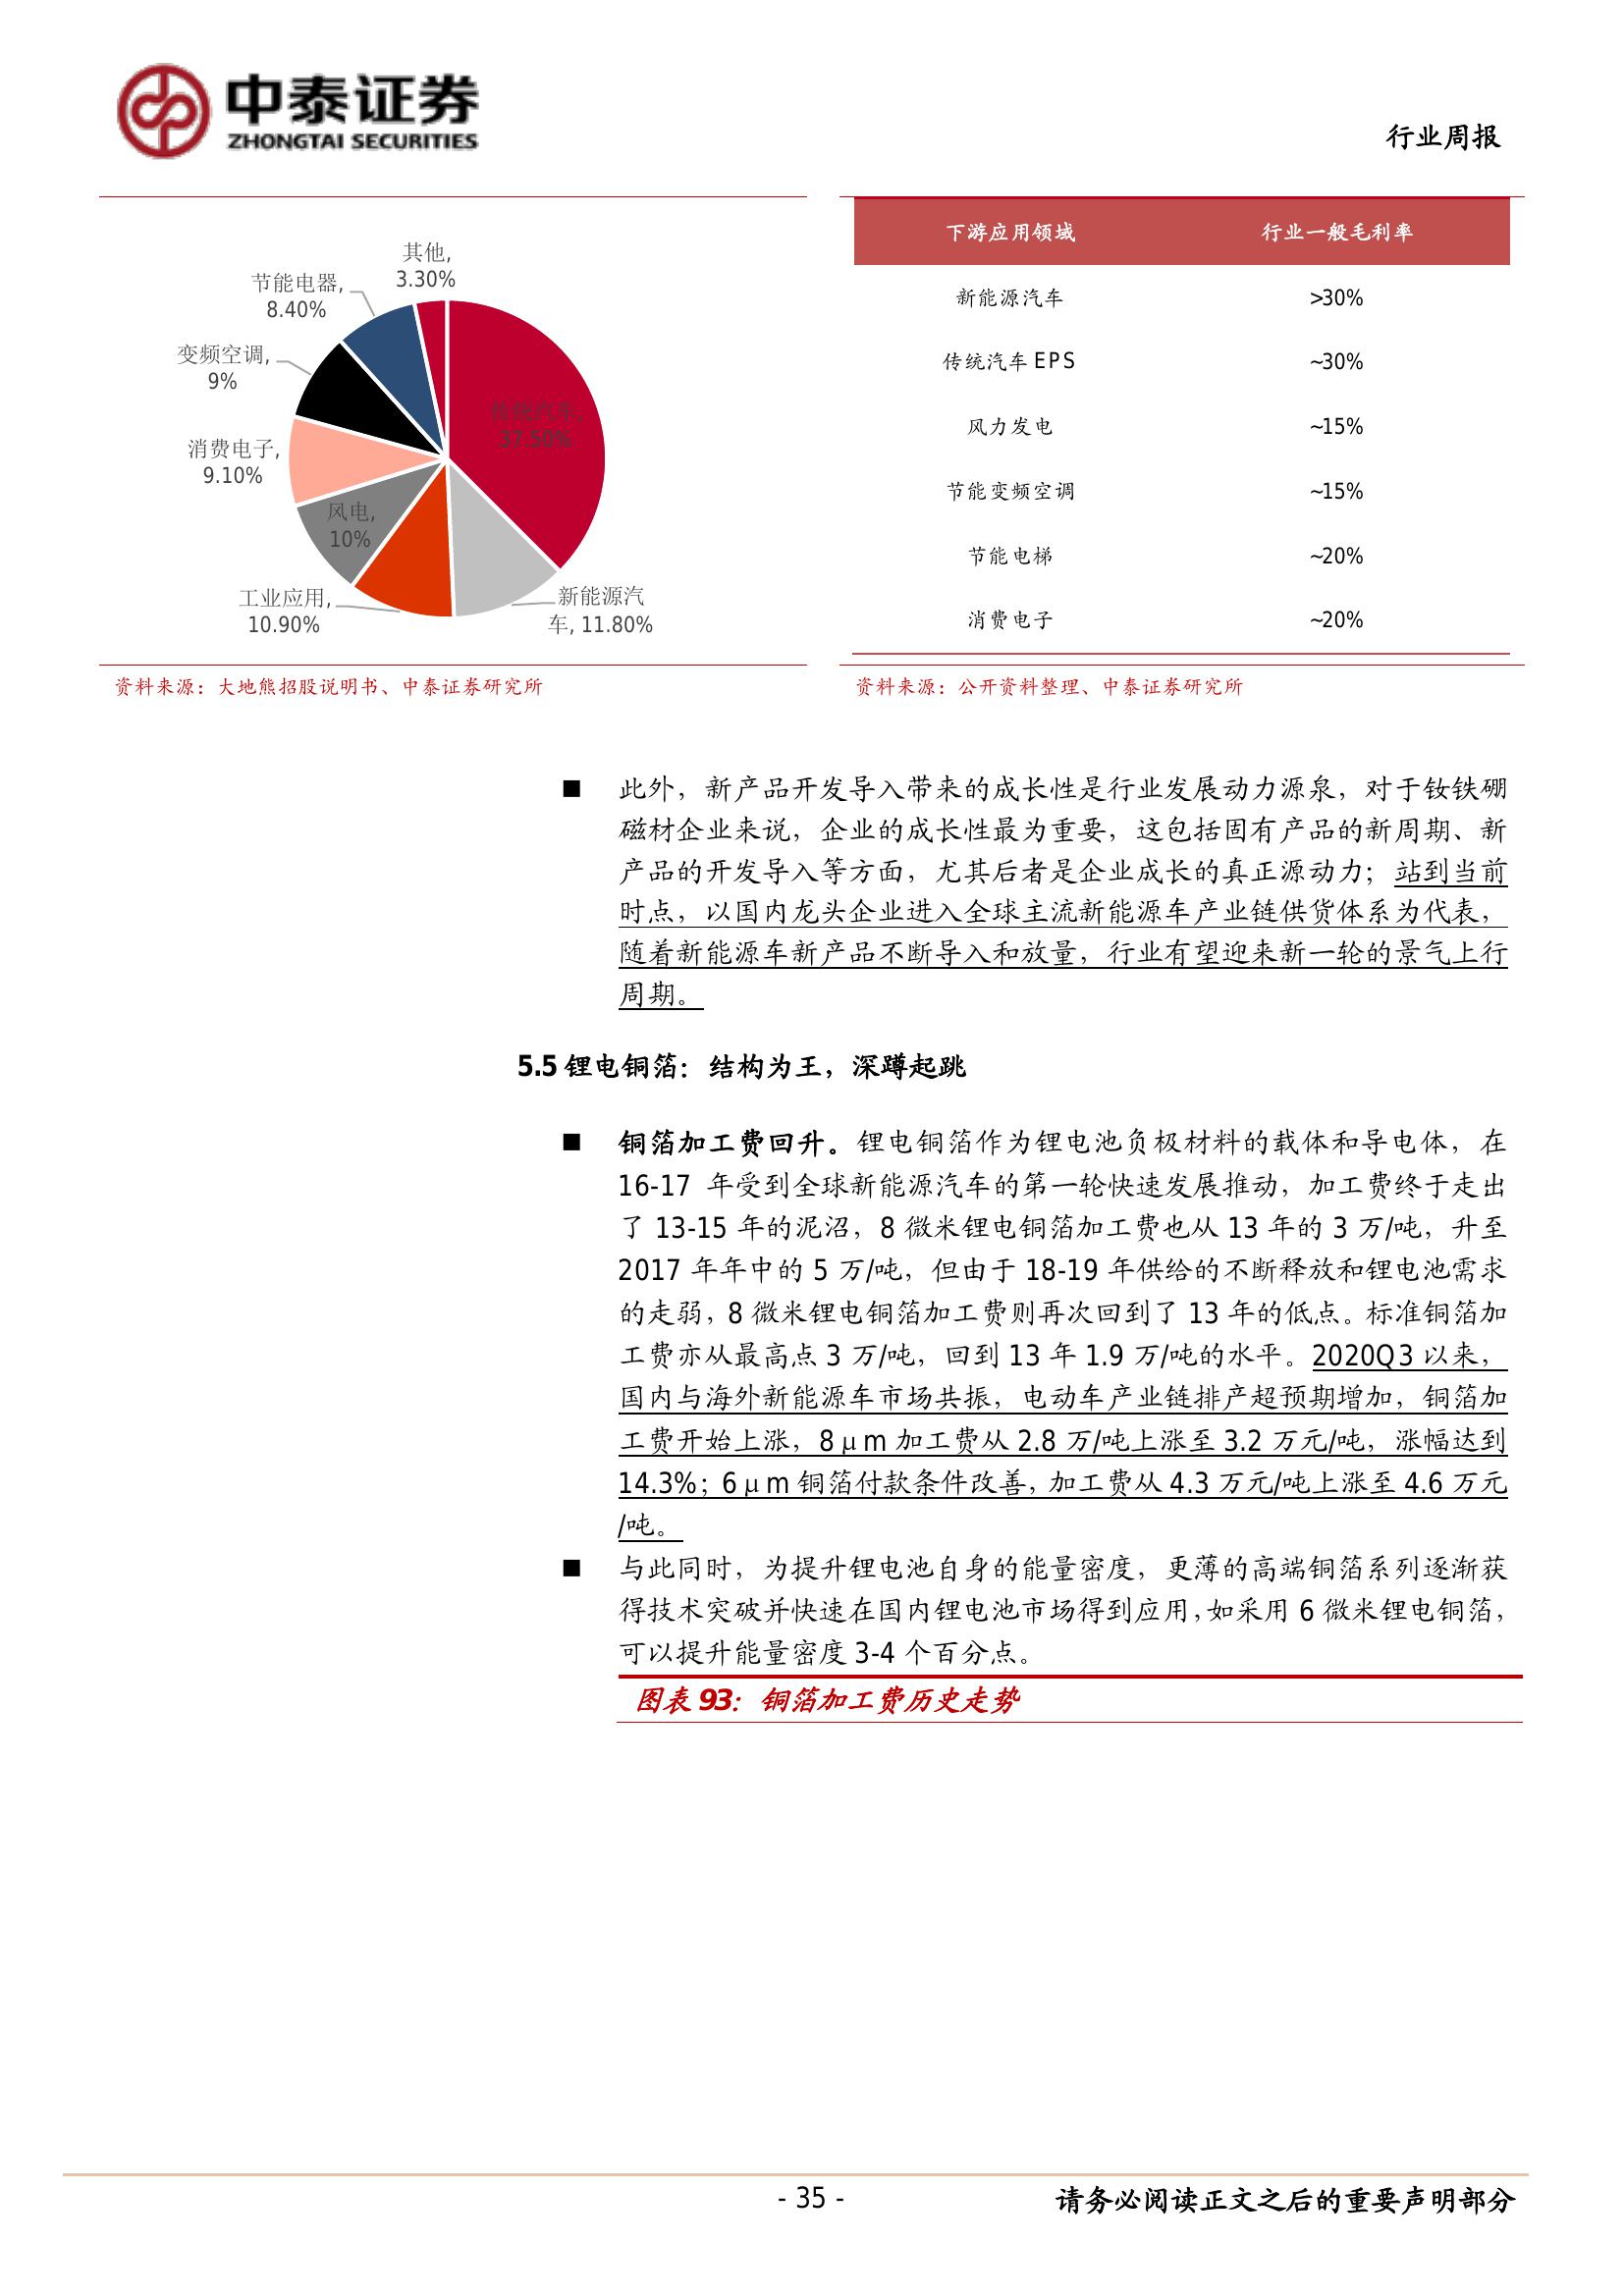 中泰证券
ZHONGTAI SECURITIES
行业周报
其他,
3.30%
节能电器,
8.40%
变频空调,
9%
传统汽车,
37.50%
消费电子,
9.10%
风电,
10%
工业应用,
10.90%
新能源汽
车, 11.80%
资料来源：大地熊招股说明书、中泰证券研究所
下游应用领域 行业一般毛利率
新能源汽车 >30%
传统汽车 EPS ~30%
风力发电 ~15%
节能变频空调 ~15%
节能电梯 ~20%
消费电子 ~20%
资料来源：公开资料整理、中泰证券研究所
■ 此外，新产品开发导入带来的成长性是行业发展动力源泉，对于钕铁硼
磁材企业来说，企业的成长性最为重要，这包括固有产品的新周期、新
产品的开发导入等方面，尤其后者是企业成长的真正源动力；站到当前
时点，以国内龙头企业进入全球主流新能源车产业链供货体系为代表，
随着新能源车新产品不断导入和放量，行业有望迎来新一轮的景气上行
周期。
5.5 锂电铜箔：结构为王，深蹲起跳
■ 铜箔加工费回升。锂电铜箔作为锂电池负极材料的载体和导电体，在
16-17 年受到全球新能源汽车的第一轮快速发展推动，加工费终于走出
了 13-15 年的泥沼，8 微米锂电铜箔加工费也从 13 年的 3 万/吨，升至
2017 年年中的 5 万/吨，但由于 18-19 年供给的不断释放和锂电池需求
的走弱，8 微米锂电铜箔加工费则再次回到了 13 年的低点。标准铜箔加
工费亦从最高点 3 万/吨，回到 13 年 1.9 万/吨的水平。2020Q3 以来，
国内与海外新能源车市场共振，电动车产业链排产超预期增加，铜箔加
工费开始上涨，8μm 加工费从 2.8 万/吨上涨至 3.2 万元/吨，涨幅达到
14.3%；6μm 铜箔付款条件改善，加工费从 4.3 万元/吨上涨至 4.6 万元
/吨。
■ 与此同时，为提升锂电池自身的能量密度，更薄的高端铜箔系列逐渐获
得技术突破并快速在国内锂电池市场得到应用，如采用 6 微米锂电铜箔，
可以提升能量密度 3-4 个百分点。
图表 93：铜箔加工费历史走势
- 35 -
请务必阅读正文之后的重要声明部分